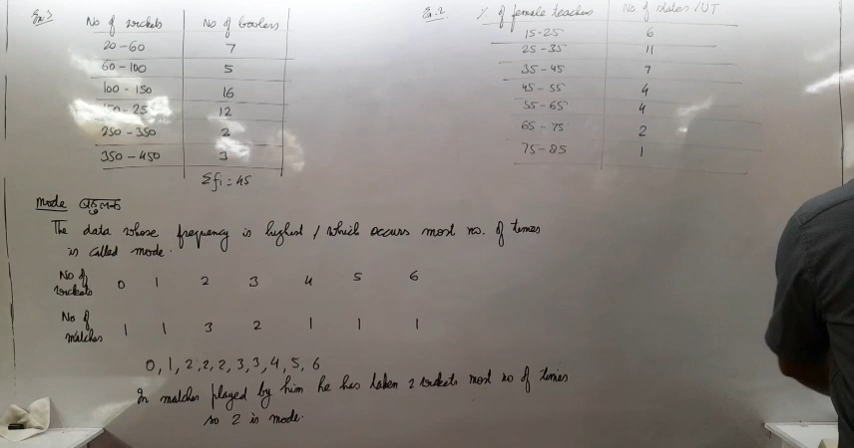 Ex 3
No of wickets No of bowlers
20-60 7
60-100 5
100-150 16
12
250-350 2
350-450 3
Σfi = 45
Ex. 2
% of female teachers No of states /UT
15-25 6
25-35 11
35-45 7
45-55 4
55-65 4
65-75 2
75-85 1
Mode
The data whose frequency is highest / which occurs most no. of times
is called mode.
No of wickets 0 1 2 3 4 5 6
No of matches 1 1 3 2 1 1 1
0, 1, 2, 2, 2, 3, 3, 4, 5, 6
In matches played by him he has taken 2 wickets most no of times
so 2 is mode.